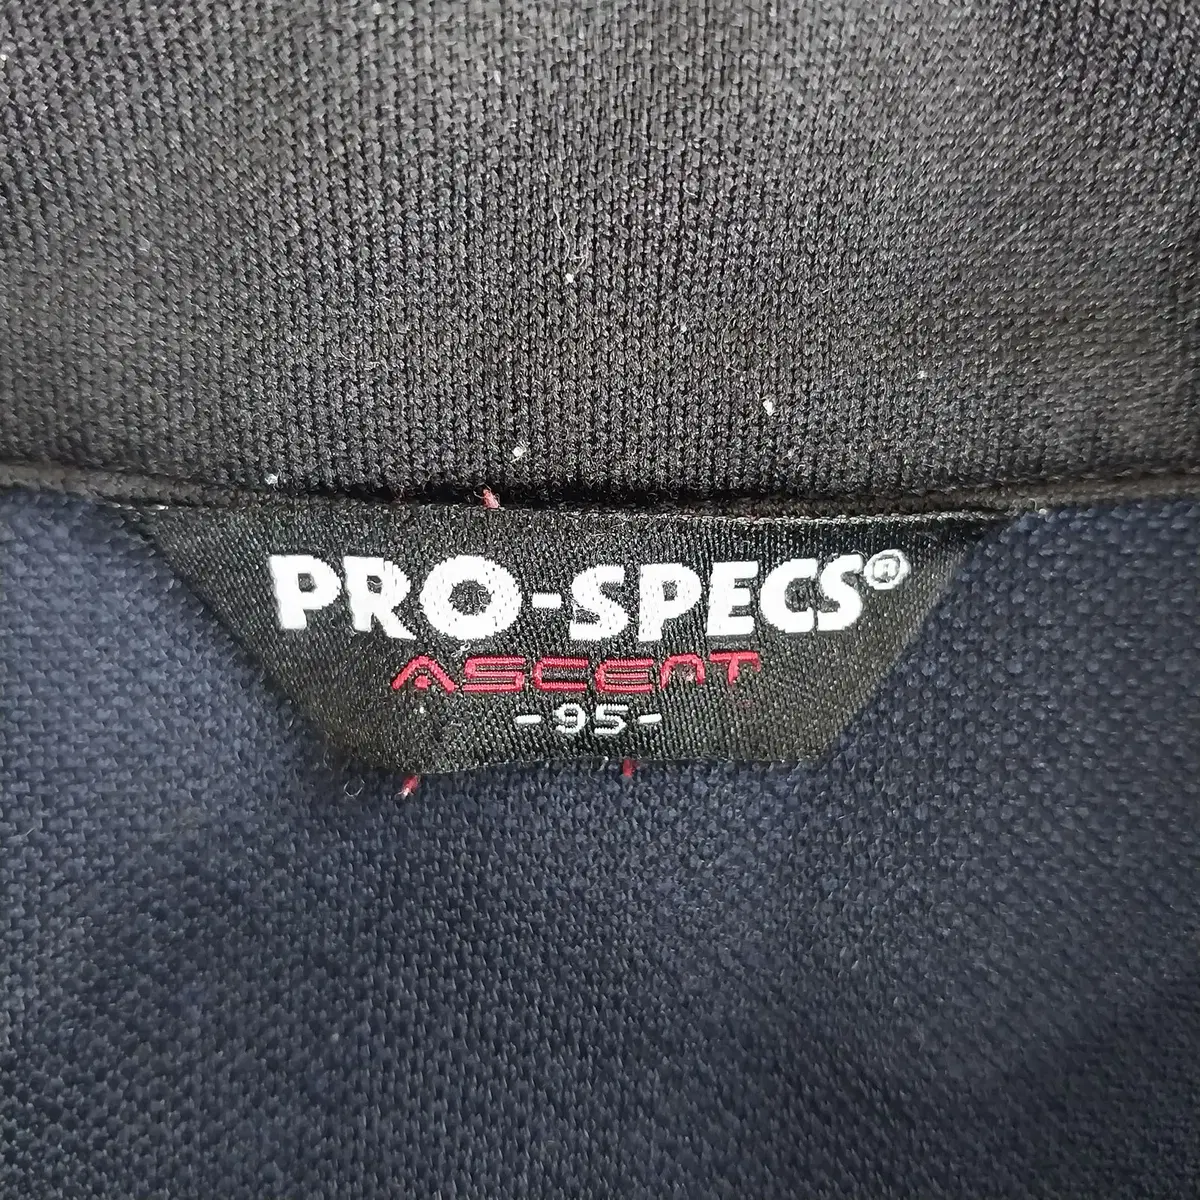 PRO-SPECS®
ASCENT
-95-